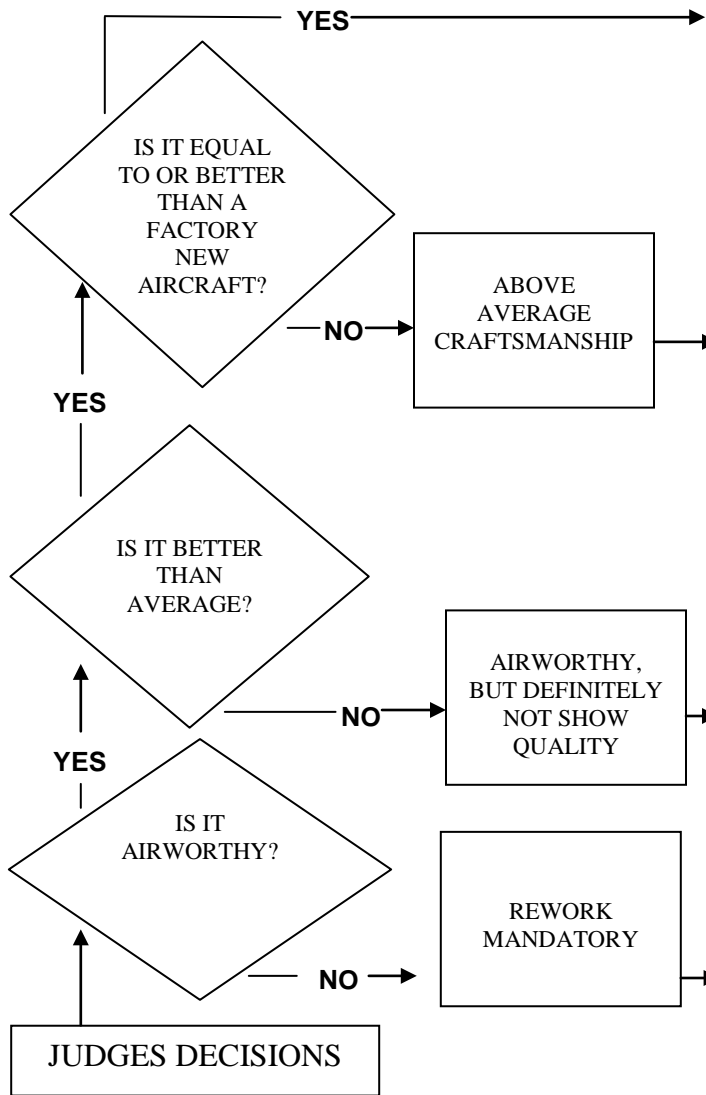 YES
IS IT EQUAL
TO OR BETTER
THAN A
FACTORY
NEW
AIRCRAFT?
NO
ABOVE
AVERAGE
CRAFTSMANSHIP
YES
IS IT BETTER
THAN
AVERAGE?
NO
AIRWORTHY,
BUT DEFINITELY
NOT SHOW
QUALITY
YES
IS IT
AIRWORTHY?
NO
REWORK
MANDATORY
JUDGES DECISIONS